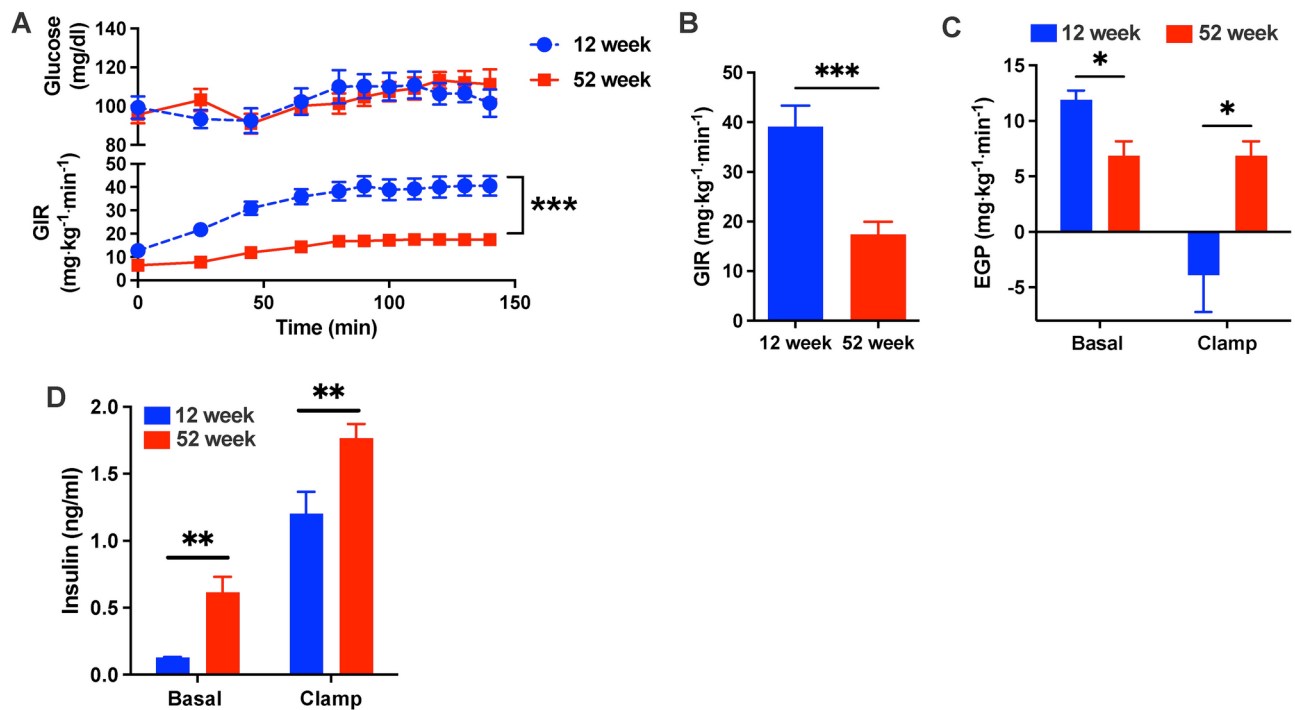 A
Glucose
(mg/dl)
140
120
100
80
12 week
52 week
GIR
(mg·kg⁻¹·min⁻¹)
50
40
30
20
10
0
***
0
50
100
150
Time (min)
B
GIR (mg·kg⁻¹·min⁻¹)
50
40
30
20
10
0
***
12 week
52 week
C
12 week
52 week
EGP (mg·kg⁻¹·min⁻¹)
15
10
5
0
-5
*
*
Basal
Clamp
D
12 week
52 week
Insulin (ng/ml)
2.0
1.5
1.0
0.5
0.0
**
**
Basal
Clamp